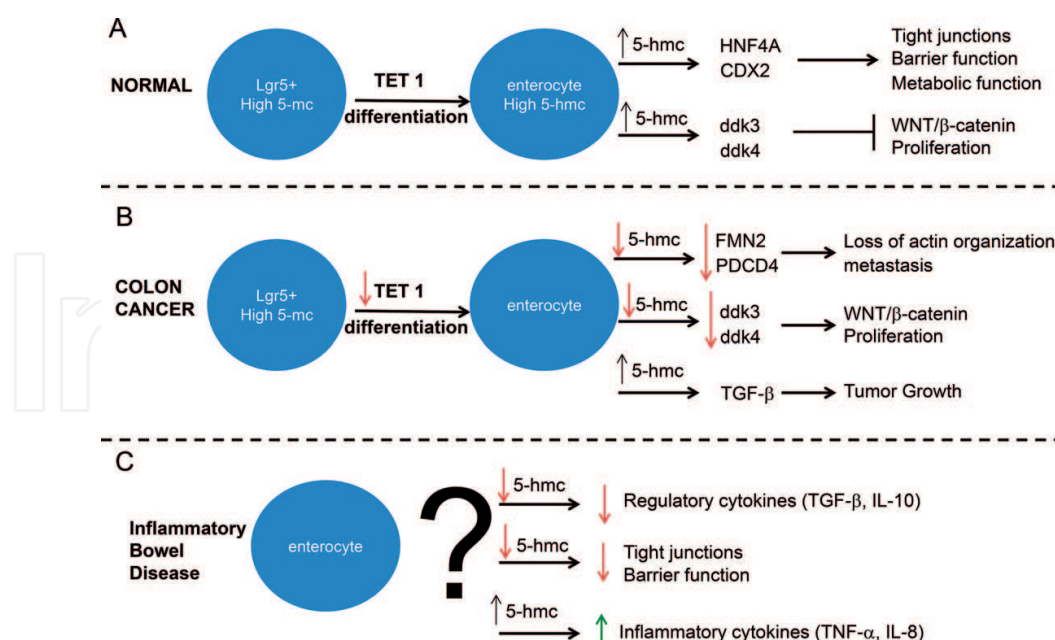 A
NORMAL
Lgr5+
High 5-mc
TET 1
differentiation
enterocyte
High 5-hmc
5-hmc
HNF4A
CDX2
Tight junctions
Barrier function
Metabolic function
5-hmc
ddk3
ddk4
WNT/β-catenin
Proliferation
B
COLON
CANCER
Lgr5+
High 5-mc
TET 1
differentiation
enterocyte
5-hmc
FMN2
PDCD4
Loss of actin organization
metastasis
5-hmc
ddk3
ddk4
WNT/β-catenin
Proliferation
5-hmc
TGF-β
Tumor Growth
C
Inflammatory
Bowel
Disease
enterocyte
?
5-hmc
Regulatory cytokines (TGF-β, IL-10)
5-hmc
Tight junctions
Barrier function
5-hmc
Inflammatory cytokines (TNF-α, IL-8)